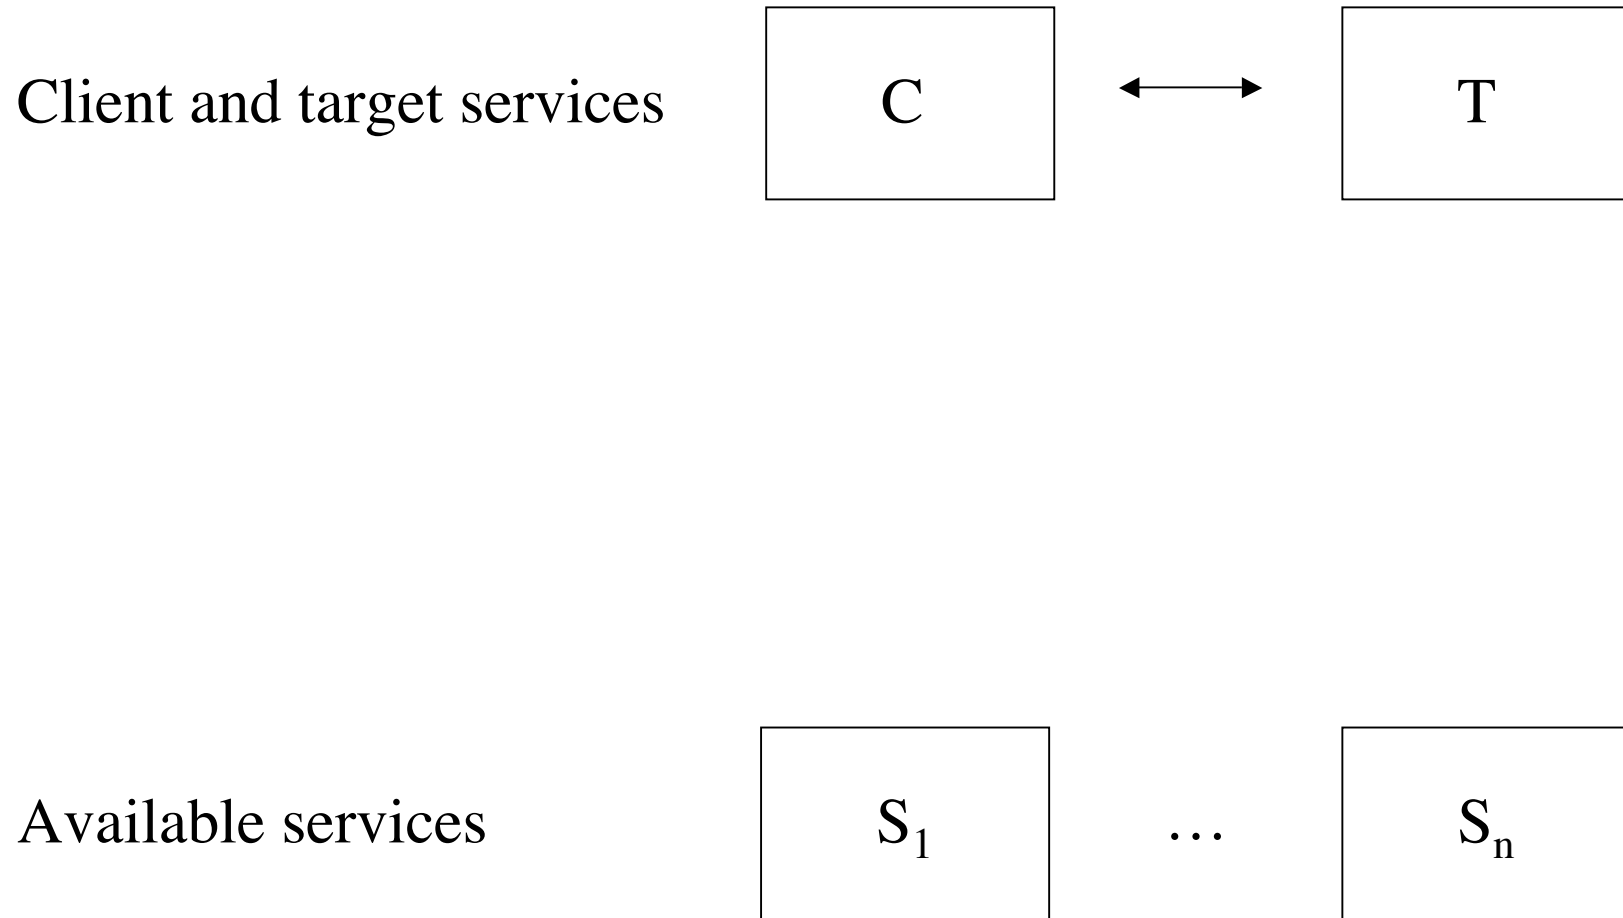 Client and target services C T
Available services S₁ … Sₙ